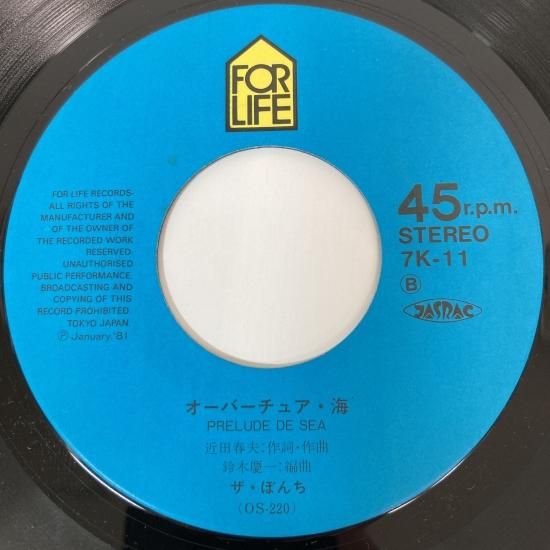 FOR
LIFE
FOR LIFE RECORDS-
ALL RIGHTS OF THE
MANUFACTURER AND
OF THE OWNER OF
THE RECORDED WORK
RESERVED-
UNAUTHORISED
PUBLIC PERFORMANCE,
BROADCASTING AND
COPYING OF THIS
RECORD PROHIBITED.
TOKYO JAPAN
Ⓟ January,'81
45r.p.m.
STEREO
7K-11
Ⓑ
JASRAC
オーバーチュア・海
PRELUDE DE SEA
近田春夫:作詞・作曲
鈴木慶一:編曲
ザ・ぼんち
(OS-220)